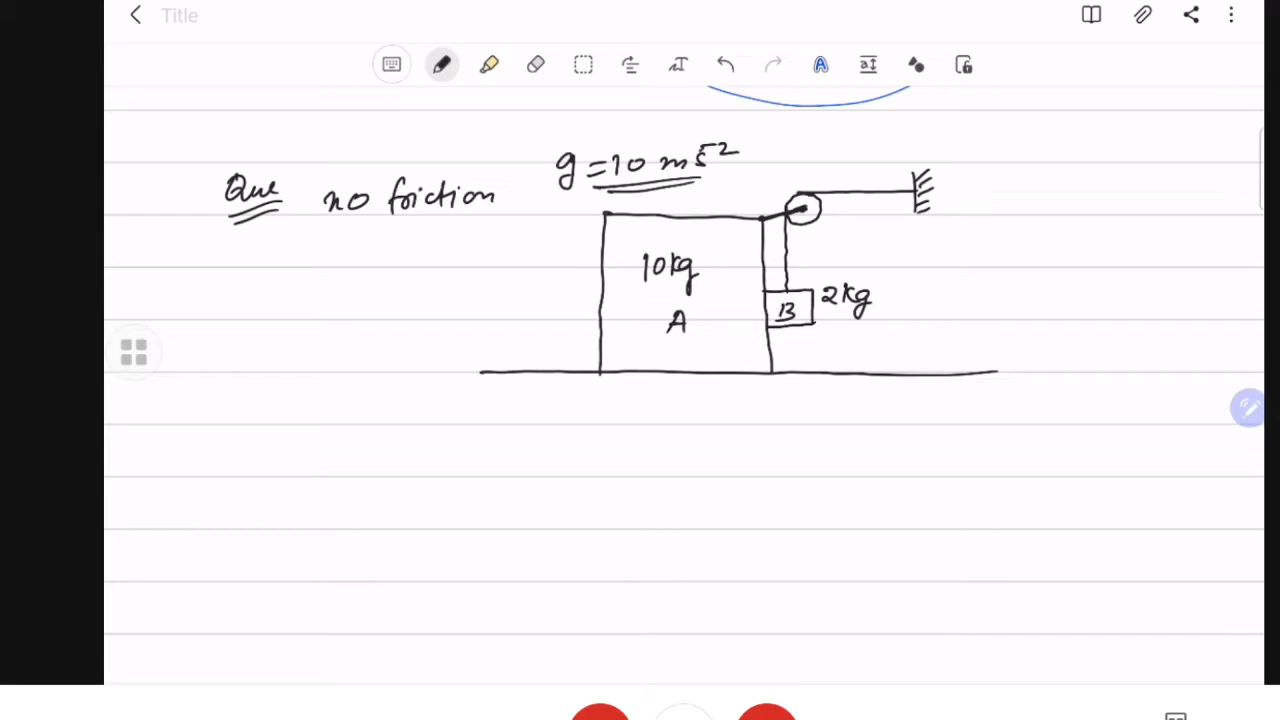 Title
Que no friction g = 10 ms⁻²
10kg
A
B 2kg